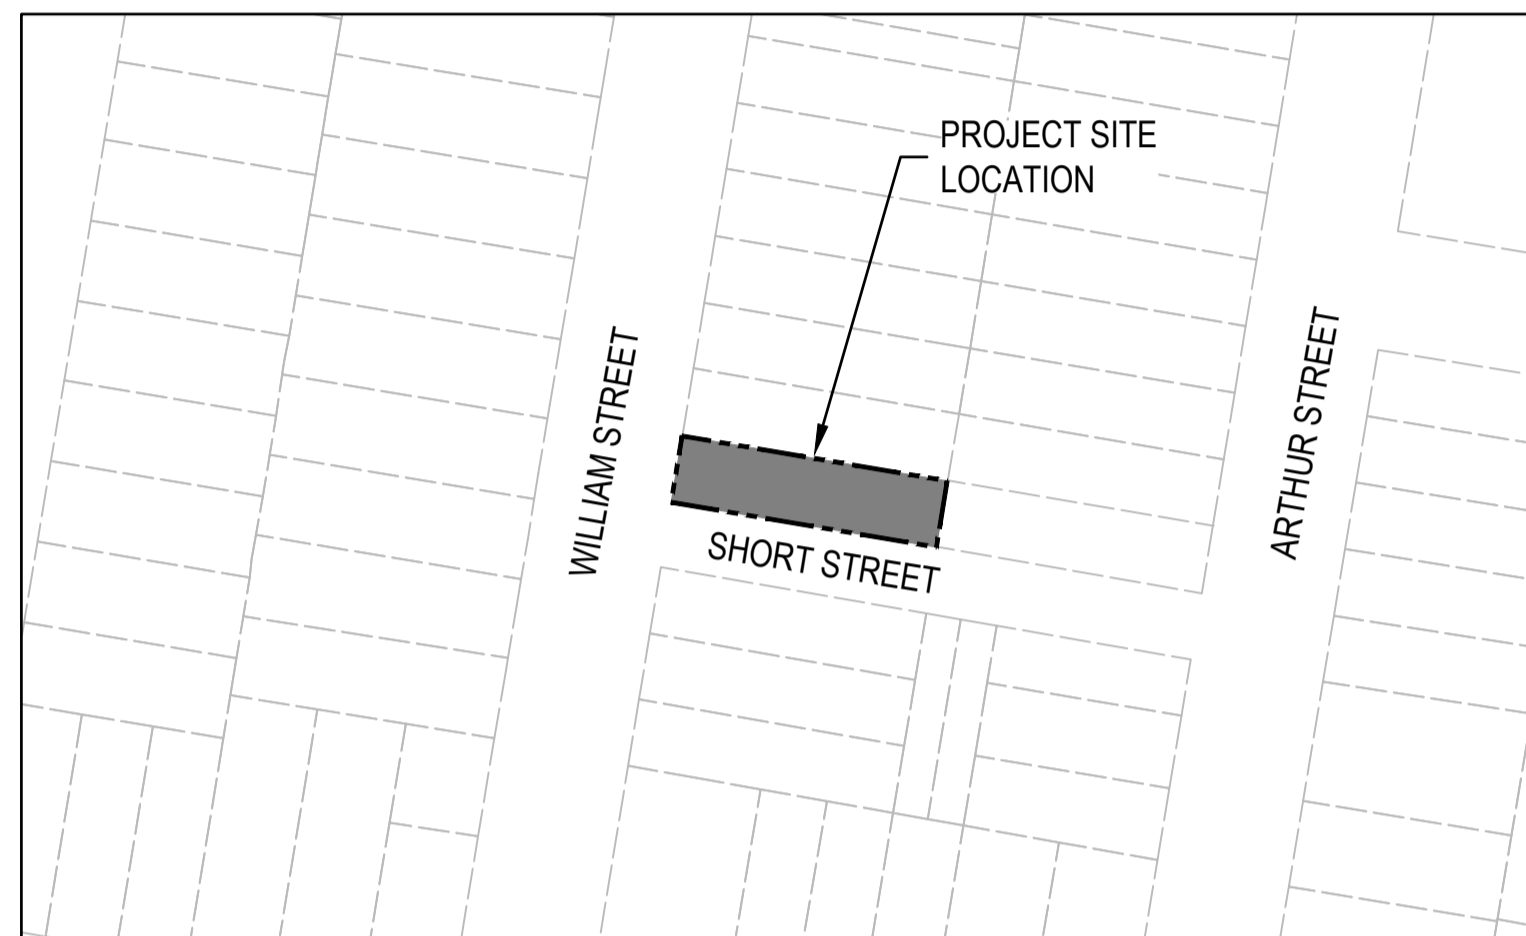 PROJECT SITE
LOCATION
WILLIAM STREET
ARTHUR STREET
SHORT STREET